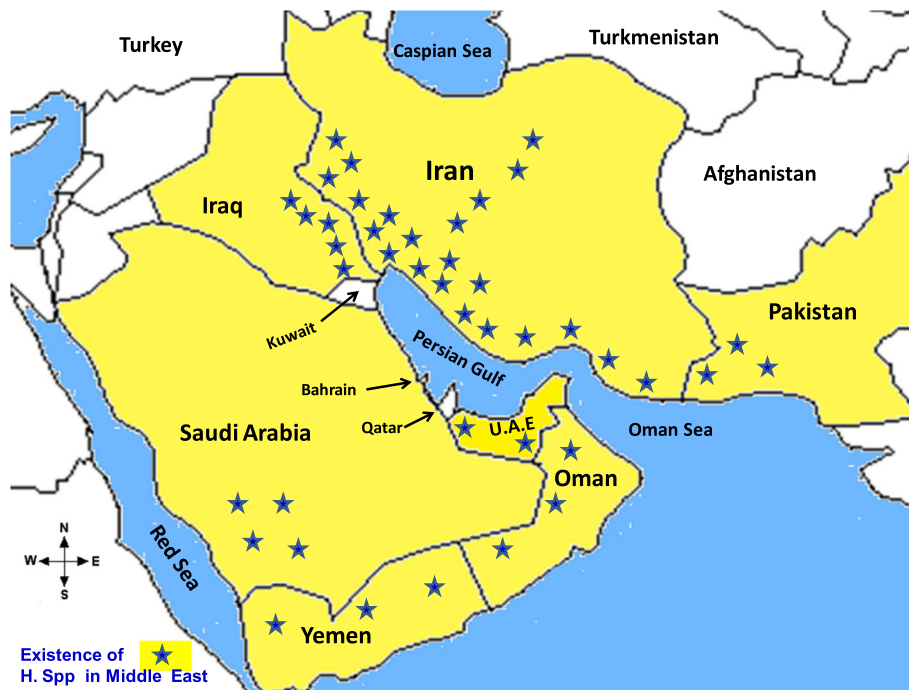 Turkey
Caspian Sea
Turkmenistan
Iran
Afghanistan
Iraq
Kuwait
Pakistan
Persian Gulf
Bahrain
Qatar
U.A.E
Oman Sea
Saudi Arabia
Oman
Red Sea
N
W E
S
Yemen
Existence of
H. Spp in Middle East